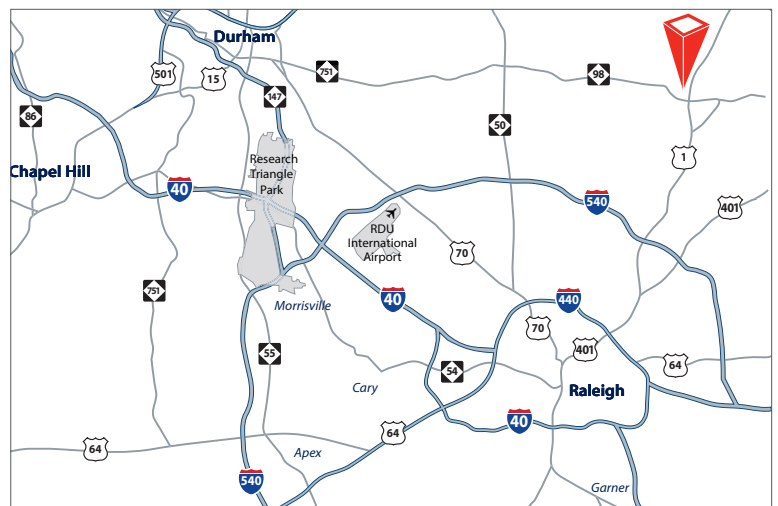 Durham
501
15
751
98
147
86
50
1
Research
Triangle
Park
Chapel Hill
40
540
401
RDU
International
Airport
70
751
40
Morrisville
440
70
55
401
54
64
Cary
Raleigh
64
40
64
Apex
540
Garner